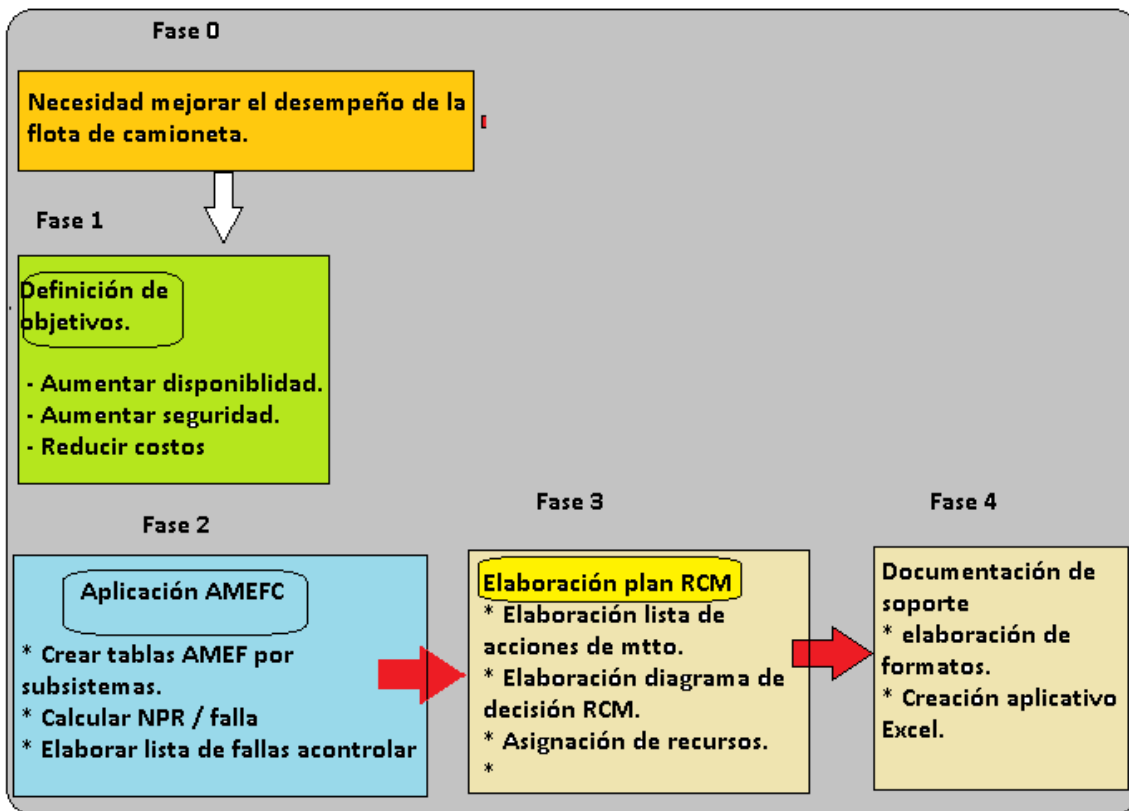 Fase 0
Necesidad mejorar el desempeño de la
flota de camioneta.
Fase 1
Definición de
objetivos.
- Aumentar disponiblidad.
- Aumentar seguridad.
- Reducir costos
Fase 2
Aplicación AMEFC
* Crear tablas AMEF por
subsistemas.
* Calcular NPR / falla
* Elaborar lista de fallas acontrolar
Fase 3
Elaboración plan RCM
* Elaboración lista de
acciones de mtto.
* Elaboración diagrama de
decisión RCM.
* Asignación de recursos.
*
Fase 4
Documentación de
soporte
* elaboración de
formatos.
* Creación aplicativo
Excel.